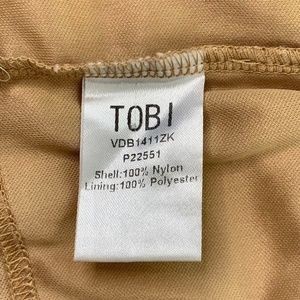 TOBI
VDB1411ZK
P22551
Shell:100% Nylon
Lining:100% Polyester